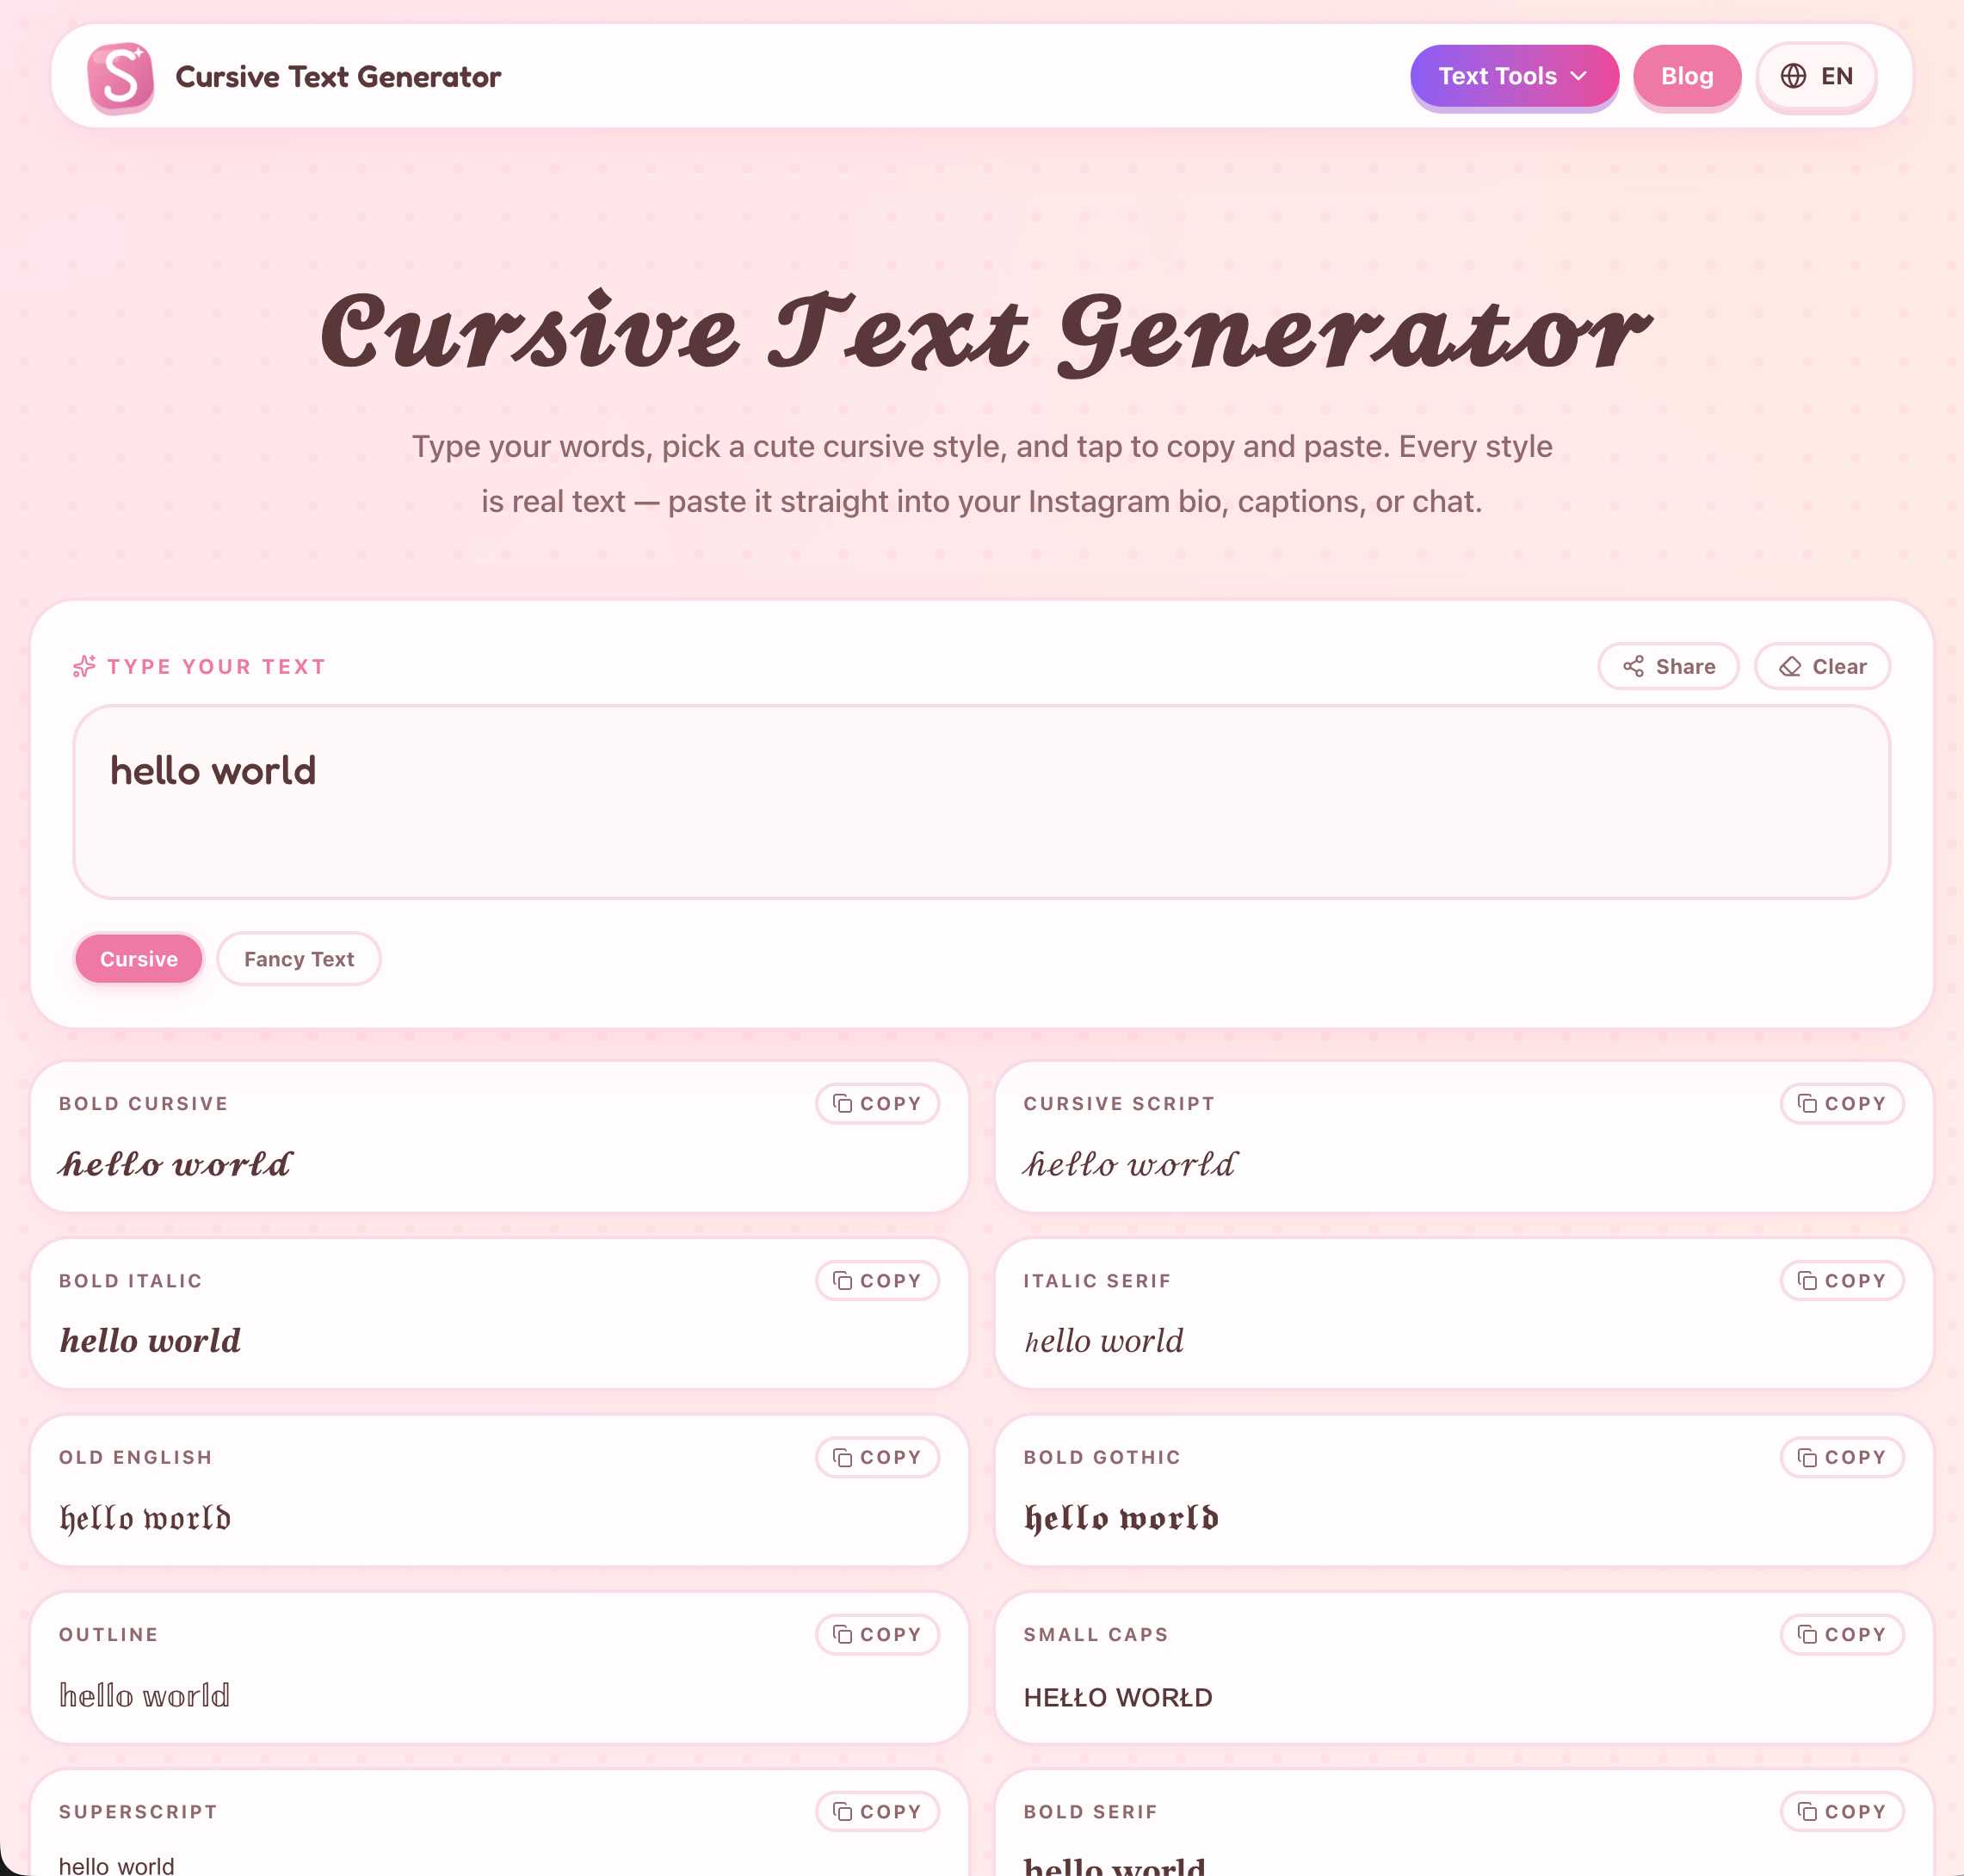 Cursive Text Generator
Text Tools
Blog
EN
Cursive Text Generator
Type your words, pick a cute cursive style, and tap to copy and paste. Every style
is real text — paste it straight into your Instagram bio, captions, or chat.
TYPE YOUR TEXT
Share
Clear
hello world
Cursive
Fancy Text
BOLD CURSIVE
COPY
𝓱𝓮𝓵𝓵𝓸 𝔀𝓸𝓻𝓵𝓭
CURSIVE SCRIPT
COPY
𝒽ℯ𝓁𝓁ℴ 𝓌ℴ𝓇𝓁𝒹
BOLD ITALIC
COPY
𝒉𝒆𝒍𝒍𝒐 𝒘𝒐𝒓𝒍𝒅
ITALIC SERIF
COPY
ℎ𝑒𝑙𝑙𝑜 𝑤𝑜𝑟𝑙𝑑
OLD ENGLISH
COPY
𝔥𝔢𝔩𝔩𝔬 𝔴𝔬𝔯𝔩𝔡
BOLD GOTHIC
COPY
𝖍𝖊𝖑𝖑𝖔 𝖜𝖔𝖗𝖑𝖉
OUTLINE
COPY
𝕙𝕖𝕝𝕝𝕠 𝕨𝕠𝕣𝕝𝕕
SMALL CAPS
COPY
ʜᴇᴌᴌᴏ ᴡᴏʀᴌᴅ
SUPERSCRIPT
COPY
ʰᵉˡˡᵒ ʷᵒʳˡᵈ
BOLD SERIF
COPY
𝐡𝐞𝐥𝐥𝐨 𝐰𝐨𝐫𝐥𝐝